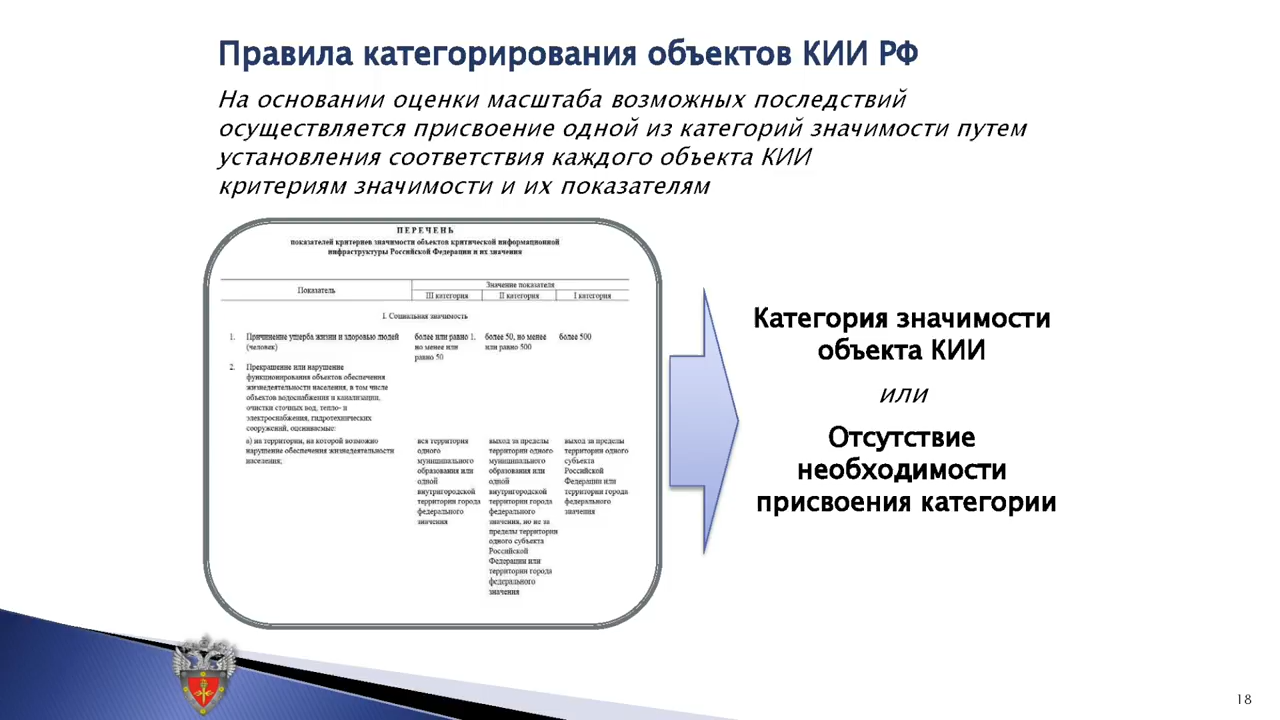 Правила категорирования объектов КИИ РФ
На основании оценки масштаба возможных последствий
осуществляется присвоение одной из категорий значимости путем
установления соответствия каждого объекта КИИ
критериям значимости и их показателям
ПЕРЕЧЕНЬ
показателей критериев значимости объектов критической информационной
инфраструктуры Российской Федерации и их значения
Показатель
Значение показателя
III категория II категория I категория
I. Социальная значимость
1. Причинение ущерба жизни и здоровью людей
(человек)
более или равно 1,
но менее или
равно 50
более 50, но менее
или равно 500
более 500
2. Прекращение или нарушение
функционирования объектов обеспечения
жизнедеятельности населения, в том числе
объектов водоснабжения и канализации,
очистки сточных вод, тепло- и
электроснабжения, гидротехнических
сооружений, оцениваемые:
а) на территории, на которой возможно
нарушение обеспечения жизнедеятельности
населения;
вся территория
одного
муниципального
образования или
одной
внутригородской
территории города
федерального
значения
выход за пределы
территории одного
муниципального
образования или
одной
внутригородской
территории города
федерального
значения, но не за
пределы территории
одного субъекта
Российской
Федерации или
территории города
федерального
значения
выход за пределы
территории одного
субъекта
Российской
Федерации или
территории города
федерального
значения
Категория значимости
объекта КИИ
или
Отсутствие
необходимости
присвоения категории
18